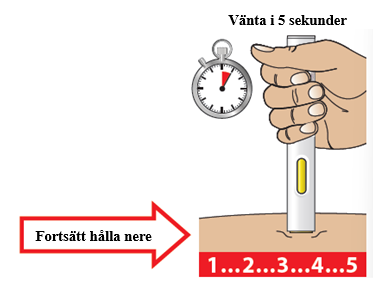 Vänta i 5 sekunder
Fortsätt hålla nere
1...2...3...4...5